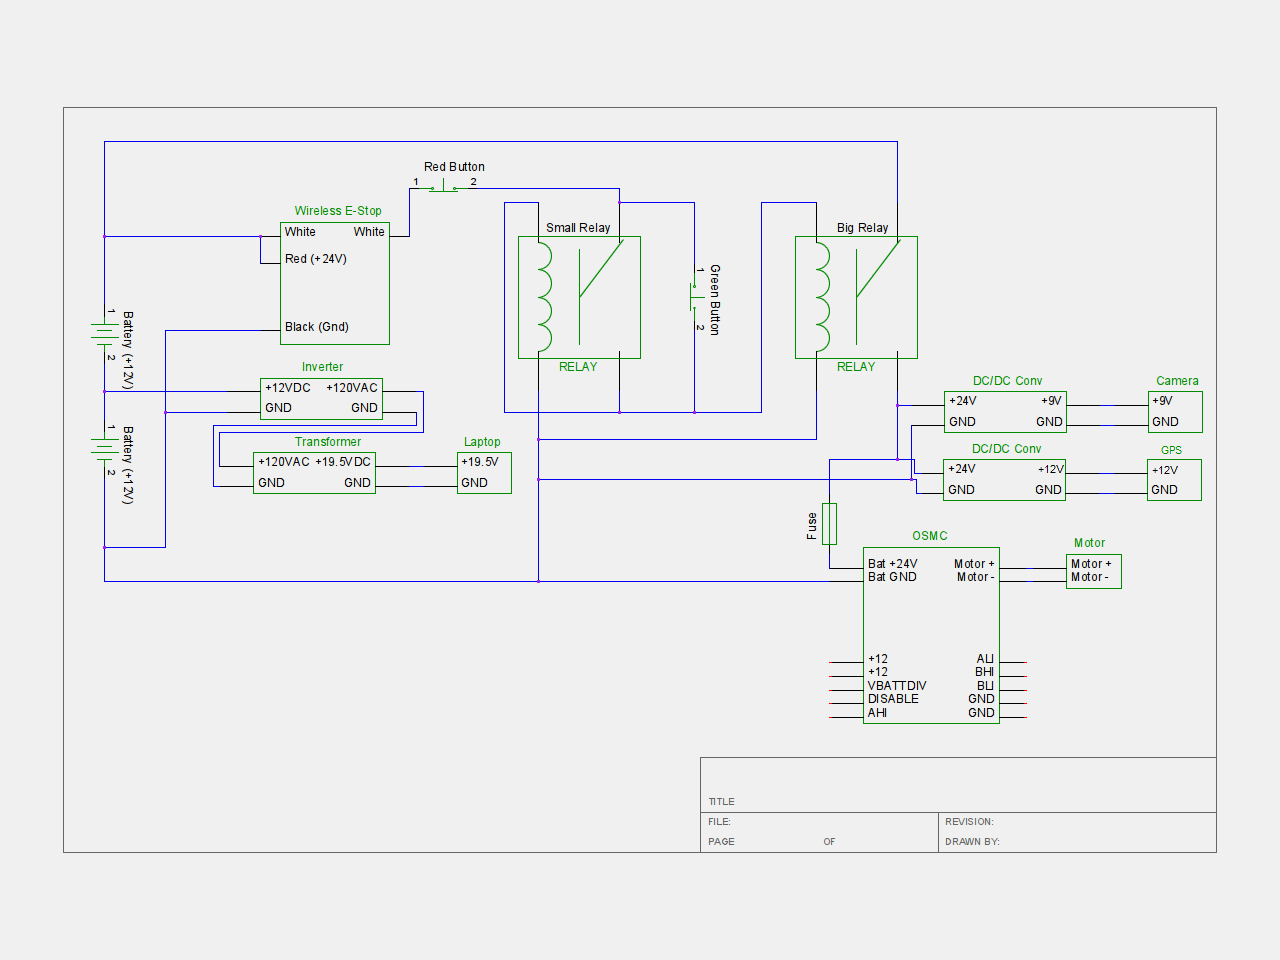 Red Button
1 2
Wireless E-Stop
White White
Red (+24V)
Black (Gnd)
Small Relay
RELAY
1
Green Button
2
Big Relay
RELAY
1
Battery (+12V)
2
Inverter
+12VDC +120VAC
GND GND
1
Battery (+12V)
2
Transformer
+120VAC +19.5VDC
GND GND
Laptop
+19.5V
GND
DC/DC Conv
+24V +9V
GND GND
Camera
+9V
GND
DC/DC Conv
+24V +12V
GND GND
GPS
+12V
GND
Fuse
OSMC
Bat +24V Motor +
Bat GND Motor -
Motor
Motor +
Motor -
+12 ALI
+12 BHI
VBATTDIV BLI
DISABLE GND
AHI GND
TITLE
FILE: REVISION:
PAGE OF DRAWN BY: